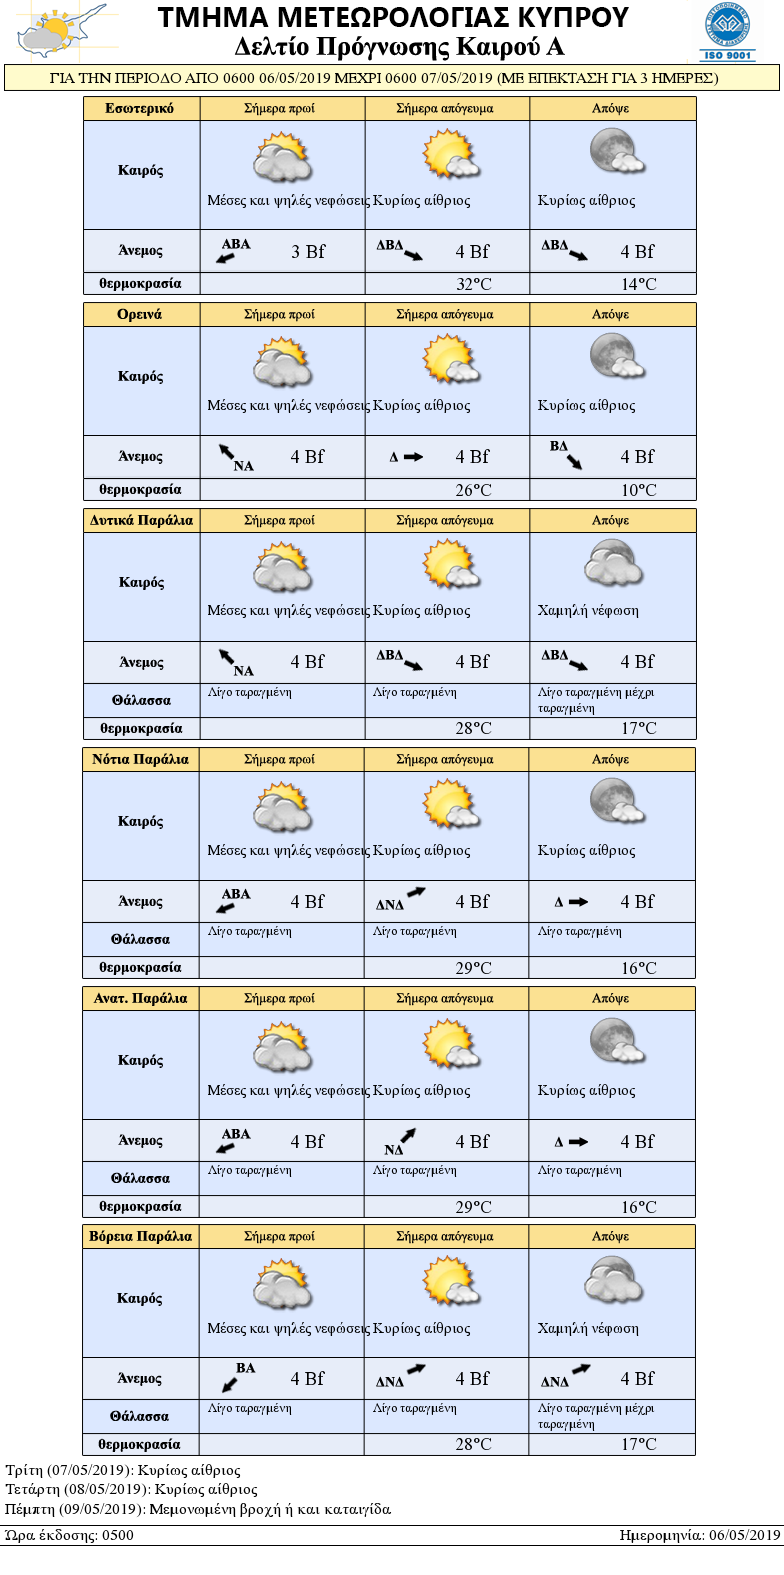 ΤΜΗΜΑ ΜΕΤΕΩΡΟΛΟΓΙΑΣ ΚΥΠΡΟΥ
Δελτίο Πρόγνωσης Καιρού Α
ISO 9001
ΓΙΑ ΤΗΝ ΠΕΡΙΟΔΟ ΑΠΟ 0600 06/05/2019 ΜΕΧΡΙ 0600 07/05/2019 (ΜΕ ΕΠΕΚΤΑΣΗ ΓΙΑ 3 ΗΜΕΡΕΣ)
Εσωτερικό Σήμερα πρωί Σήμερα απόγευμα Απόψε
Καιρός
Μέσες και ψηλές νεφώσεις Κυρίως αίθριος Κυρίως αίθριος
Άνεμος ΑΒΑ 3 Bf ΔΒΔ 4 Bf ΔΒΔ 4 Bf
θερμοκρασία 32°C 14°C
Ορεινά Σήμερα πρωί Σήμερα απόγευμα Απόψε
Καιρός
Μέσες και ψηλές νεφώσεις Κυρίως αίθριος Κυρίως αίθριος
Άνεμος ΝΑ 4 Bf Δ 4 Bf ΒΔ 4 Bf
θερμοκρασία 26°C 10°C
Δυτικά Παράλια Σήμερα πρωί Σήμερα απόγευμα Απόψε
Καιρός
Μέσες και ψηλές νεφώσεις Κυρίως αίθριος Χαμηλή νέφωση
Άνεμος ΝΑ 4 Bf ΔΒΔ 4 Bf ΔΒΔ 4 Bf
Θάλασσα Λίγο ταραγμένη Λίγο ταραγμένη Λίγο ταραγμένη μέχρι
ταραγμένη
θερμοκρασία 28°C 17°C
Νότια Παράλια Σήμερα πρωί Σήμερα απόγευμα Απόψε
Καιρός
Μέσες και ψηλές νεφώσεις Κυρίως αίθριος Κυρίως αίθριος
Άνεμος ΑΒΑ 4 Bf ΔΝΔ 4 Bf Δ 4 Bf
Θάλασσα Λίγο ταραγμένη Λίγο ταραγμένη Λίγο ταραγμένη
θερμοκρασία 29°C 16°C
Ανατ. Παράλια Σήμερα πρωί Σήμερα απόγευμα Απόψε
Καιρός
Μέσες και ψηλές νεφώσεις Κυρίως αίθριος Κυρίως αίθριος
Άνεμος ΑΒΑ 4 Bf ΝΔ 4 Bf Δ 4 Bf
Θάλασσα Λίγο ταραγμένη Λίγο ταραγμένη Λίγο ταραγμένη
θερμοκρασία 29°C 16°C
Βόρεια Παράλια Σήμερα πρωί Σήμερα απόγευμα Απόψε
Καιρός
Μέσες και ψηλές νεφώσεις Κυρίως αίθριος Χαμηλή νέφωση
Άνεμος ΒΑ 4 Bf ΔΝΔ 4 Bf ΔΝΔ 4 Bf
Θάλασσα Λίγο ταραγμένη Λίγο ταραγμένη Λίγο ταραγμένη μέχρι
ταραγμένη
θερμοκρασία 28°C 17°C
Τρίτη (07/05/2019): Κυρίως αίθριος
Τετάρτη (08/05/2019): Κυρίως αίθριος
Πέμπτη (09/05/2019): Μεμονωμένη βροχή ή και καταιγίδα
Ώρα έκδοσης: 0500 Ημερομηνία: 06/05/2019